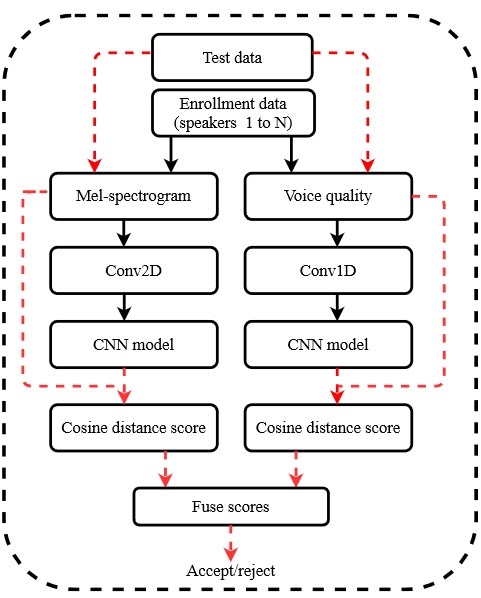 Test data
Enrollment data
(speakers 1 to N)
Mel-spectrogram
Voice quality
Conv2D
Conv1D
CNN model
CNN model
Cosine distance score
Cosine distance score
Fuse scores
Accept/reject